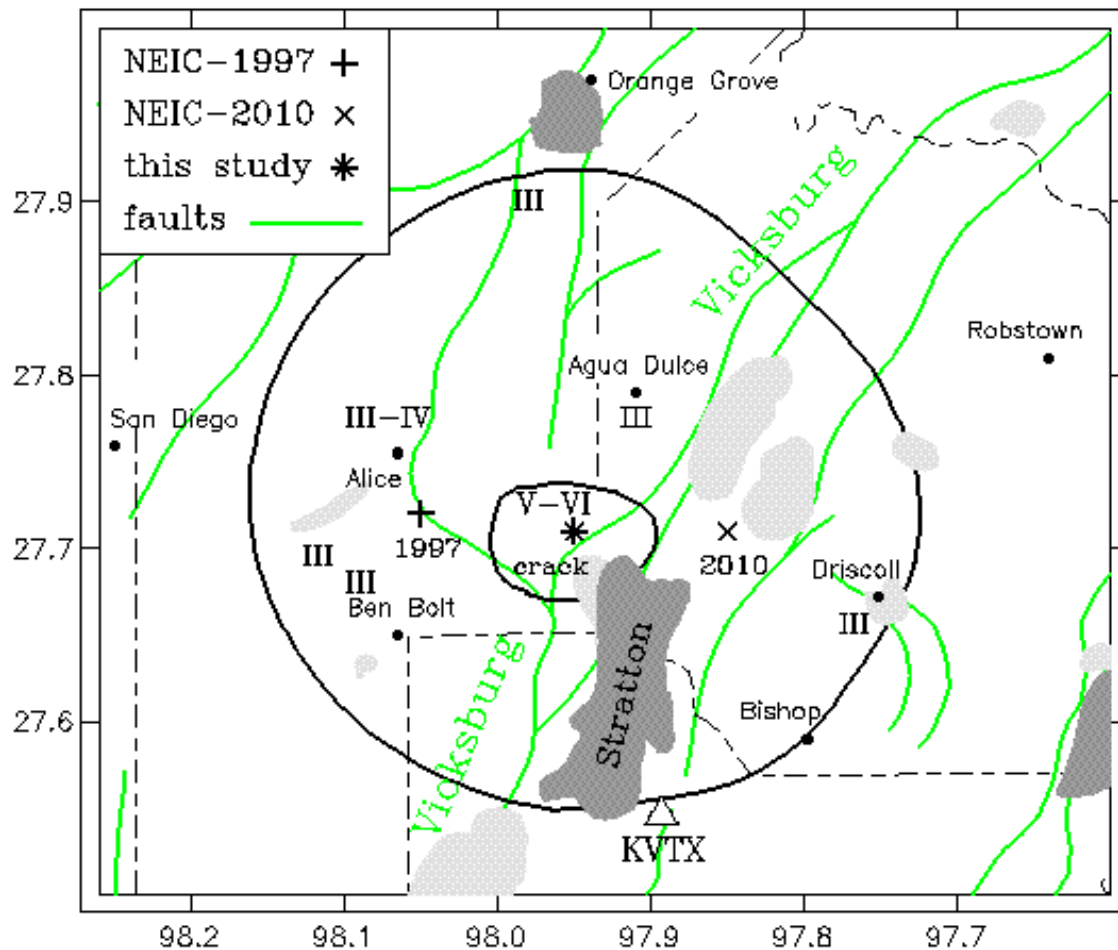 NEIC-1997 +
NEIC-2010 ×
this study *
faults
Orange Grove
27.9
III
Vicksburg
Robstown
27.8
Agua Dulce
III
San Diego
III-IV
Alice
V-VI
27.7
1997
crack
2010
III
III
Driscoll
III
Ben Bolt
Vicksburg
Stratton
Bishop
27.6
KVTX
98.2 98.1 98.0 97.9 97.8 97.7